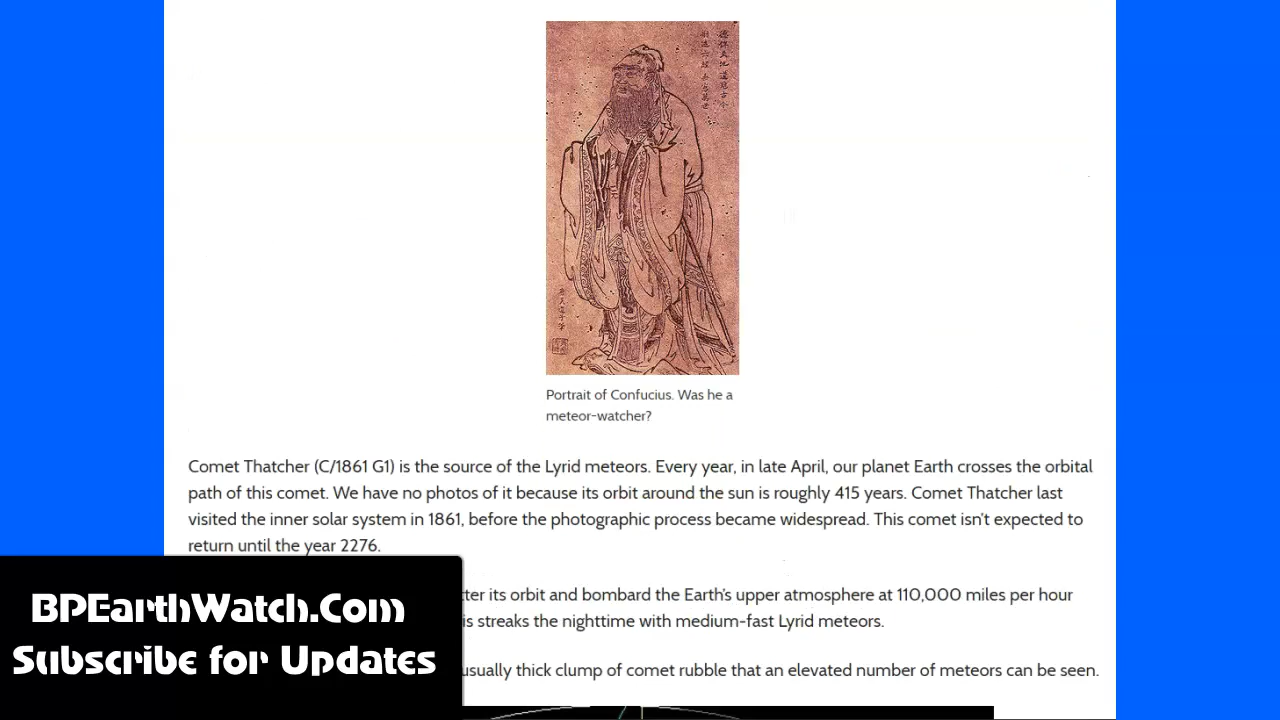 Portrait of Confucius. Was he a
meteor-watcher?
Comet Thatcher (C/1861 G1) is the source of the Lyrid meteors. Every year, in late April, our planet Earth crosses the orbital
path of this comet. We have no photos of it because its orbit around the sun is roughly 415 years. Comet Thatcher last
visited the inner solar system in 1861, before the photographic process became widespread. This comet isn't expected to
return until the year 2276.
its orbit and bombard the Earth's upper atmosphere at 110,000 miles per hour
streaks the nighttime with medium-fast Lyrid meteors.
thick clump of comet rubble that an elevated number of meteors can be seen.
BPEarthWatch.Com
Subscribe for Updates